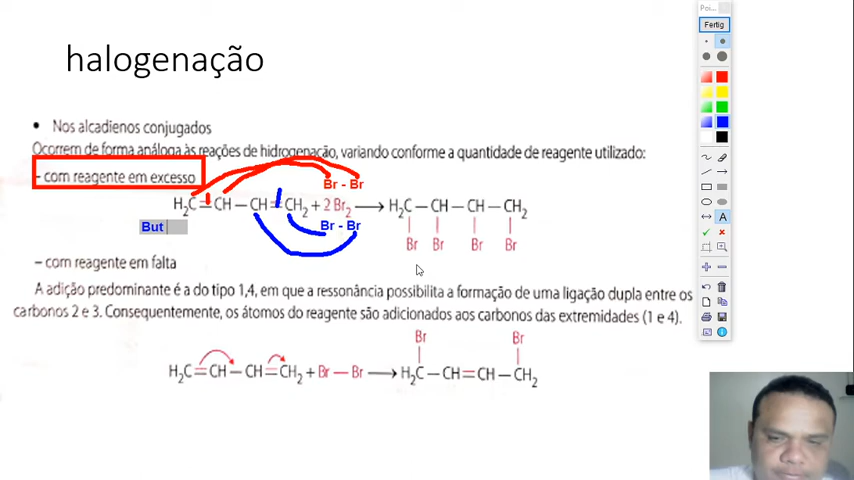 Poi...
Fertig
halogenação
• Nos alcadienos conjugados
Ocorrem de forma análoga às reações de hidrogenação, variando conforme a quantidade de reagente utilizado:
- com reagente em excesso
Br - Br
H₂C = CH – CH = CH₂ + 2 Br₂ → H₂C – CH – CH – CH₂
But
Br - Br
Br Br Br Br
– com reagente em falta
A adição predominante é a do tipo 1,4, em que a ressonância possibilita a formação de uma ligação dupla entre os
carbonos 2 e 3. Consequentemente, os átomos do reagente são adicionados aos carbonos das extremidades (1 e 4).
Br Br
H₂C = CH – CH = CH₂ + Br – Br → H₂C – CH = CH – CH₂